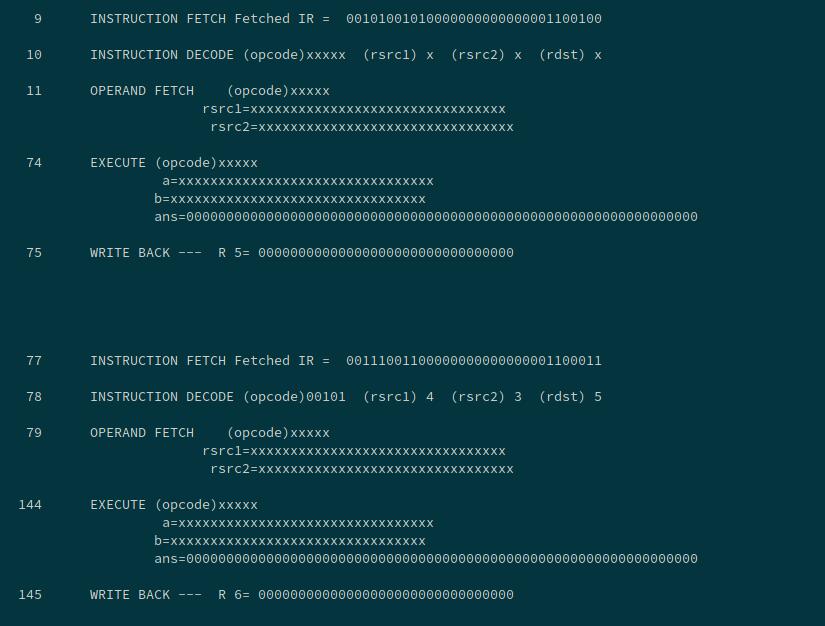 9 INSTRUCTION FETCH Fetched IR = 00101001010000000000000001100100
10 INSTRUCTION DECODE (opcode)xxxxx (rsrc1) x (rsrc2) x (rdst) x
11 OPERAND FETCH (opcode)xxxxx
rsrc1=xxxxxxxxxxxxxxxxxxxxxxxxxxxxxxxx
rsrc2=xxxxxxxxxxxxxxxxxxxxxxxxxxxxxxxx
74 EXECUTE (opcode)xxxxx
a=xxxxxxxxxxxxxxxxxxxxxxxxxxxxxxxx
b=xxxxxxxxxxxxxxxxxxxxxxxxxxxxxxxx
ans=0000000000000000000000000000000000000000000000000000000000000000
75 WRITE BACK --- R 5= 00000000000000000000000000000000
77 INSTRUCTION FETCH Fetched IR = 00111001100000000000000001100011
78 INSTRUCTION DECODE (opcode)00101 (rsrc1) 4 (rsrc2) 3 (rdst) 5
79 OPERAND FETCH (opcode)xxxxx
rsrc1=xxxxxxxxxxxxxxxxxxxxxxxxxxxxxxxx
rsrc2=xxxxxxxxxxxxxxxxxxxxxxxxxxxxxxxx
144 EXECUTE (opcode)xxxxx
a=xxxxxxxxxxxxxxxxxxxxxxxxxxxxxxxx
b=xxxxxxxxxxxxxxxxxxxxxxxxxxxxxxxx
ans=0000000000000000000000000000000000000000000000000000000000000000
145 WRITE BACK --- R 6= 00000000000000000000000000000000